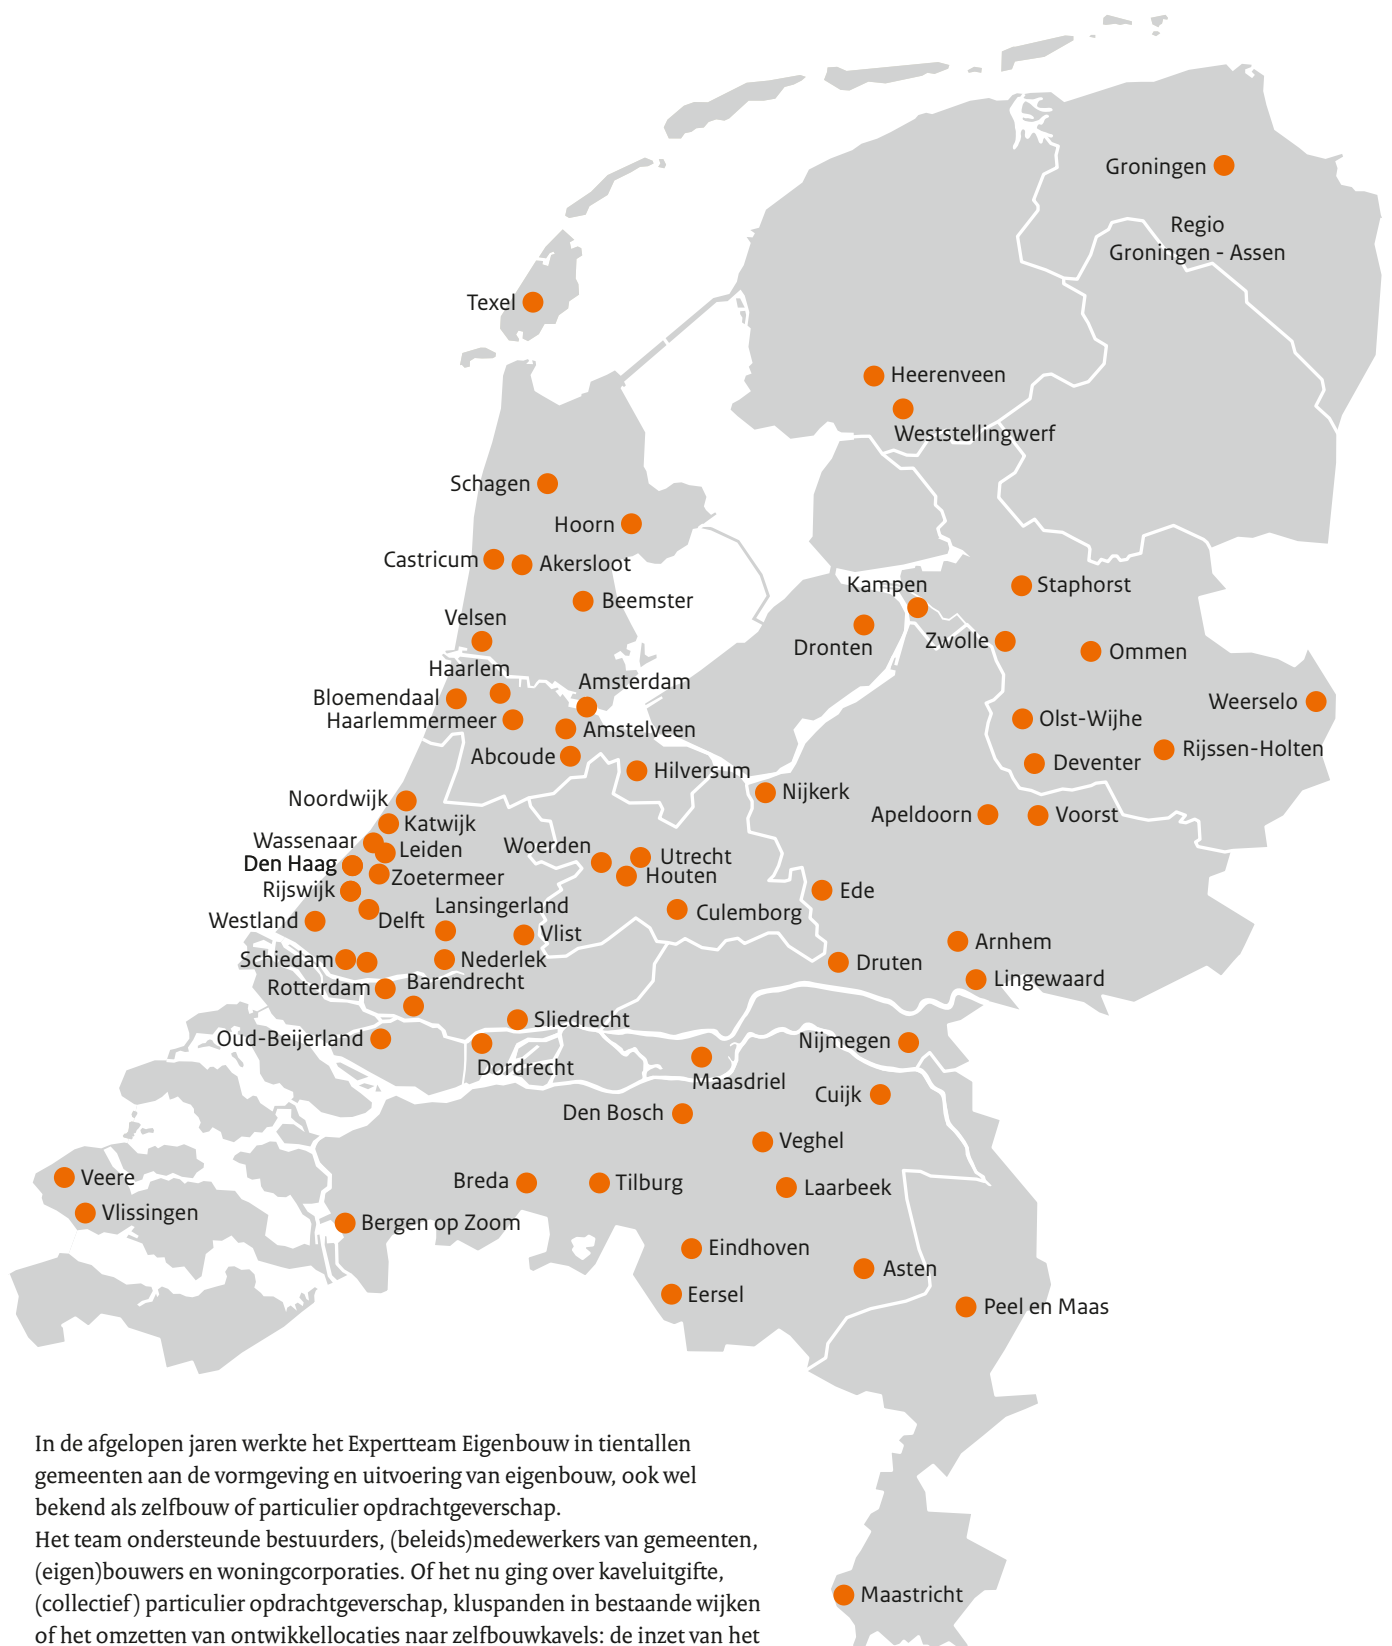 Groningen
Regio
Groningen - Assen
Texel
Heerenveen
Weststellingwerf
Schagen
Hoorn
Castricum
Akersloot
Kampen
Staphorst
Beemster
Velsen
Dronten
Zwolle
Ommen
Haarlem
Amsterdam
Bloemendaal
Weerselo
Haarlemmermeer
Amstelveen
Olst-Wijhe
Abcoude
Hilversum
Rijssen-Holten
Deventer
Noordwijk
Nijkerk
Apeldoorn
Voorst
Katwijk
Wassenaar
Leiden
Woerden
Utrecht
Den Haag
Zoetermeer
Houten
Rijswijk
Ede
Lansingerland
Westland
Delft
Culemborg
Vlist
Arnhem
Schiedam
Nederlek
Druten
Lingewaard
Rotterdam
Barendrecht
Sliedrecht
Oud-Beijerland
Nijmegen
Dordrecht
Maasdriel
Cuijk
Den Bosch
Veghel
Veere
Breda
Tilburg
Laarbeek
Vlissingen
Bergen op Zoom
Eindhoven
Asten
Eersel
Peel en Maas
In de afgelopen jaren werkte het Expertteam Eigenbouw in tientallen
gemeenten aan de vormgeving en uitvoering van eigenbouw, ook wel
bekend als zelfbouw of particulier opdrachtgeverschap.
Het team ondersteunde bestuurders, (beleids)medewerkers van gemeenten,
(eigen)bouwers en woningcorporaties. Of het nu ging over kaveluitgifte,
(collectief) particulier opdrachtgeverschap, kluspanden in bestaande wijken
of het omzetten van ontwikkellocaties naar zelfbouwkavels: de inzet van het
Maastricht